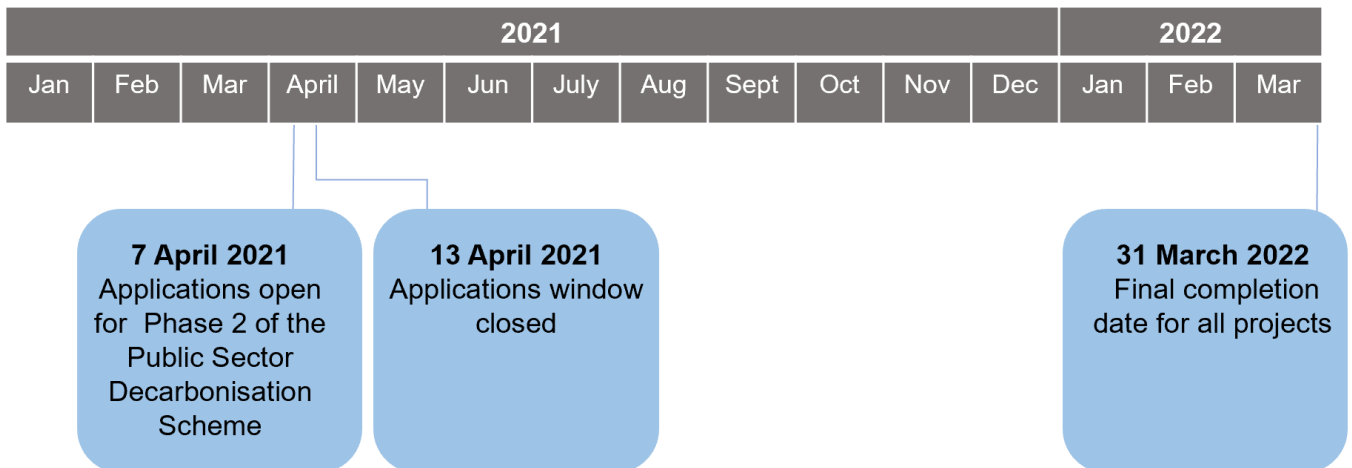 2021 2022
Jan Feb Mar April May Jun July Aug Sept Oct Nov Dec Jan Feb Mar
7 April 2021
Applications open
for Phase 2 of the
Public Sector
Decarbonisation
Scheme
13 April 2021
Applications window
closed
31 March 2022
Final completion
date for all projects